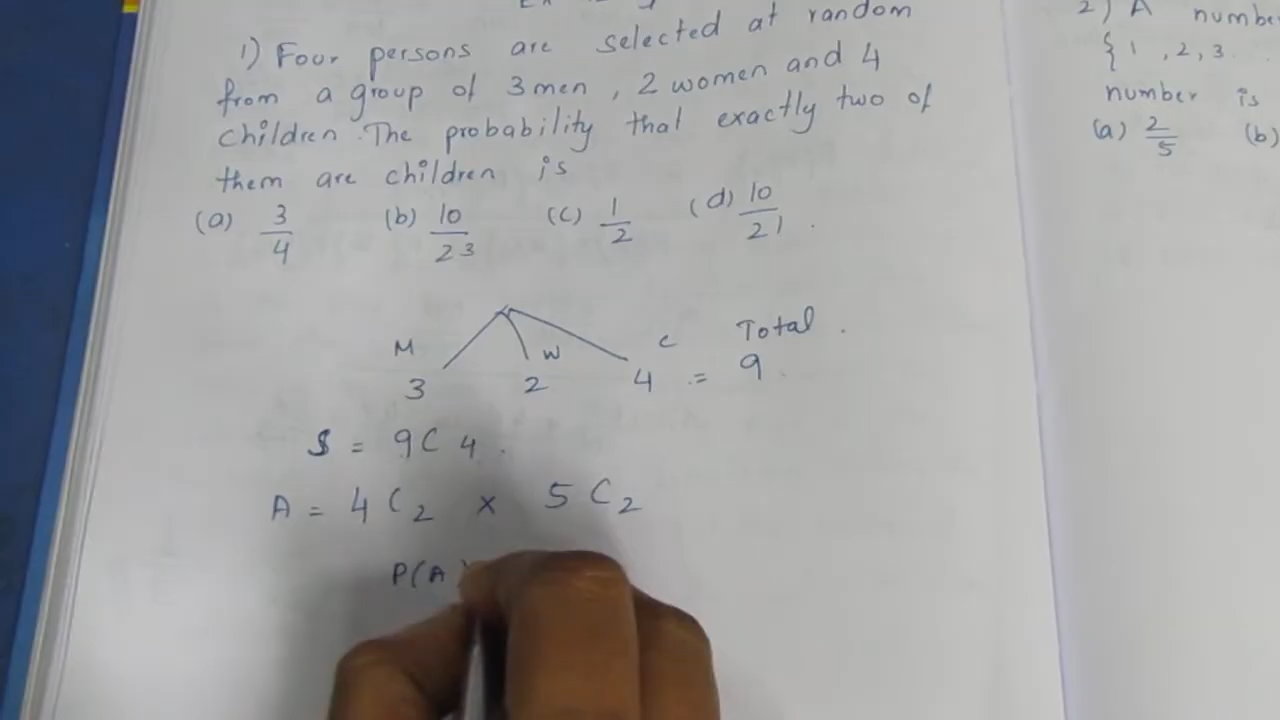 1) Four persons are selected at random
from a group of 3 men , 2 women and 4
children . The probability that exactly two of
them are children is
(a) 3/4 (b) 10/23 (c) 1/2 (d) 10/21 .
M W C Total .
3 2 4 = 9
S = 9C4 .
A = 4C2 × 5C2
P(A)
2) A number
{ 1 , 2, 3 . .
number is
(a) 2/5 (b)